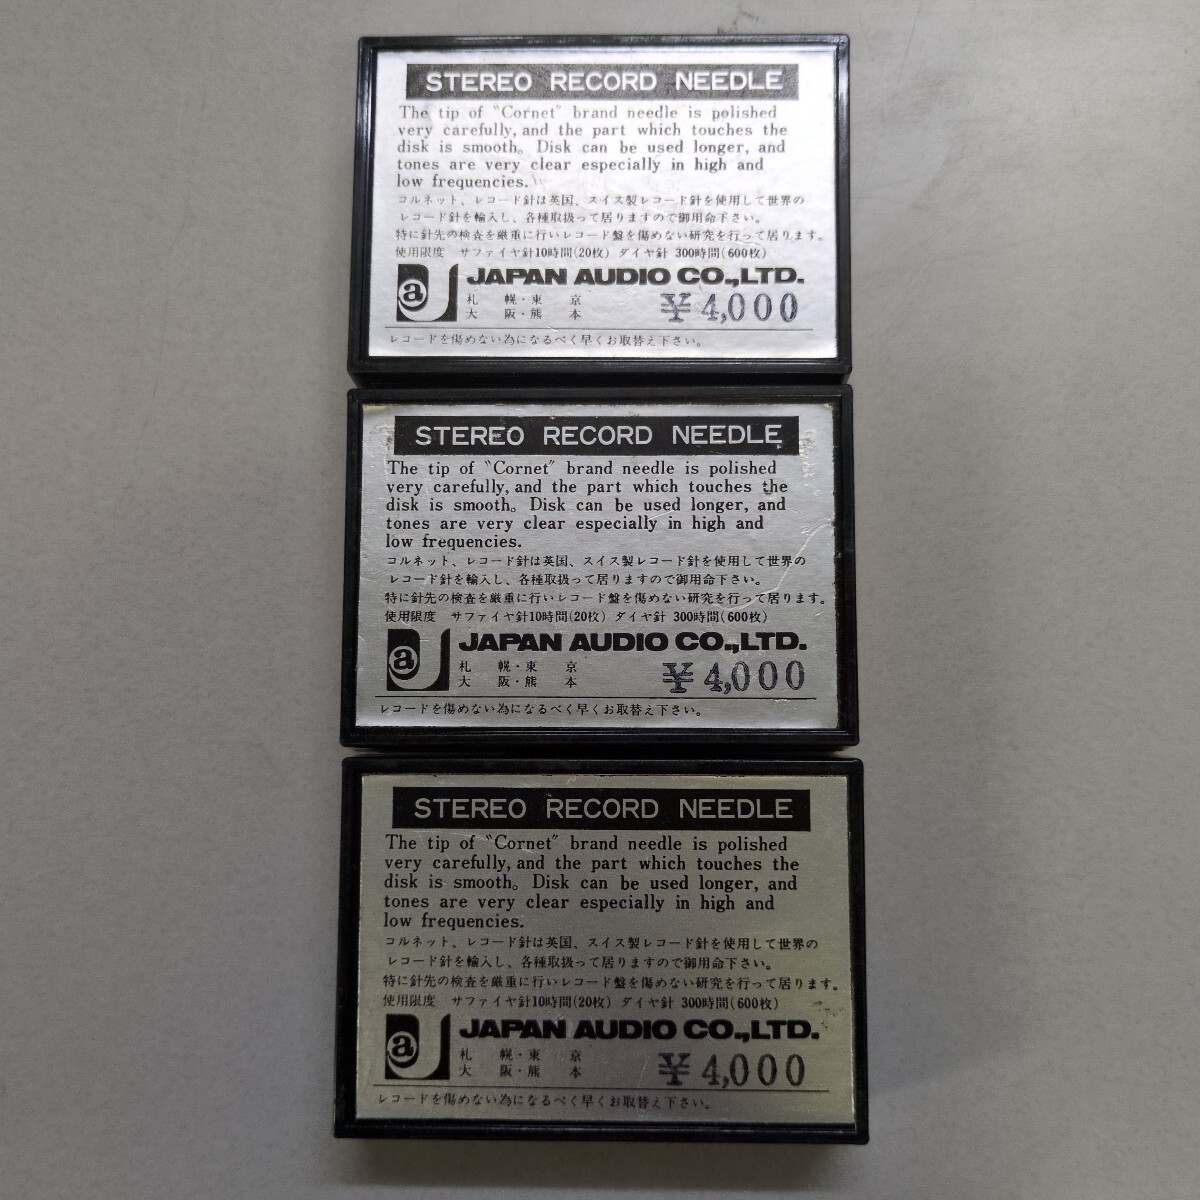 STEREO RECORD NEEDLE
The tip of "Cornet" brand needle is polished
very carefully, and the part which touches the
disk is smooth。 Disk can be used longer, and
tones are very clear especially in high and
low frequencies.
コルネット、レコード針は英国、スイス製レコード針を使用して世界の
レコード針を輸入し、各種取扱って居りますので御用命下さい。
特に針先の検査を厳重に行いレコード盤を傷めない研究を行って居ります。
使用限度 サファイヤ針10時間(20枚) ダイヤ針 300時間(600枚)
a JAPAN AUDIO CO.,LTD.
札幌・東京
大阪・熊本
¥4,000
レコードを傷めない為になるべく早くお取替え下さい。
STEREO RECORD NEEDLE
The tip of "Cornet" brand needle is polished
very carefully, and the part which touches the
disk is smooth。 Disk can be used longer, and
tones are very clear especially in high and
low frequencies.
コルネット、レコード針は英国、スイス製レコード針を使用して世界の
レコード針を輸入し、各種取扱って居りますので御用命下さい。
特に針先の検査を厳重に行いレコード盤を傷めない研究を行って居ります。
使用限度 サファイヤ針10時間(20枚) ダイヤ針 300時間(600枚)
a JAPAN AUDIO CO.,LTD.
札幌・東京
大阪・熊本
¥4,000
レコードを傷めない為になるべく早くお取替え下さい。
STEREO RECORD NEEDLE
The tip of "Cornet" brand needle is polished
very carefully, and the part which touches the
disk is smooth。 Disk can be used longer, and
tones are very clear especially in high and
low frequencies.
コルネット、レコード針は英国、スイス製レコード針を使用して世界の
レコード針を輸入し、各種取扱って居りますので御用命下さい。
特に針先の検査を厳重に行いレコード盤を傷めない研究を行って居ります。
使用限度 サファイヤ針10時間(20枚) ダイヤ針 300時間(600枚)
a JAPAN AUDIO CO.,LTD.
札幌・東京
大阪・熊本
¥4,000
レコードを傷めない為になるべく早くお取替え下さい。